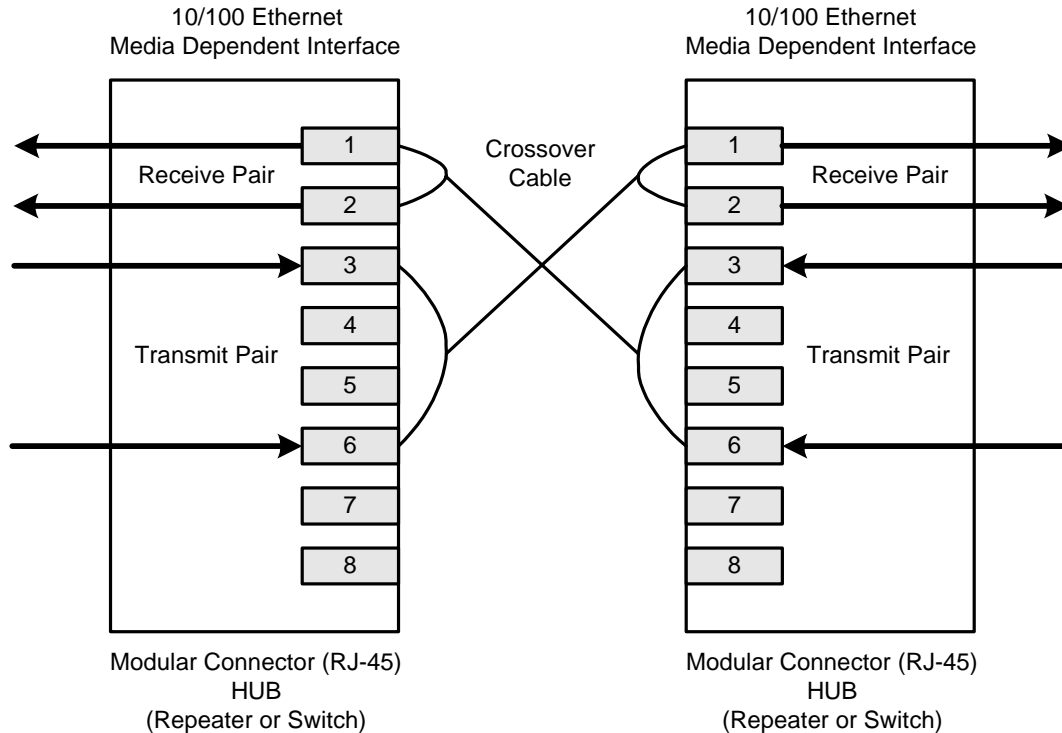 10/100 Ethernet
Media Dependent Interface
10/100 Ethernet
Media Dependent Interface
1
Receive Pair
2
3
4
Transmit Pair
5
6
7
8
Crossover
Cable
1
Receive Pair
2
3
4
Transmit Pair
5
6
7
8
Modular Connector (RJ-45)
HUB
(Repeater or Switch)
Modular Connector (RJ-45)
HUB
(Repeater or Switch)